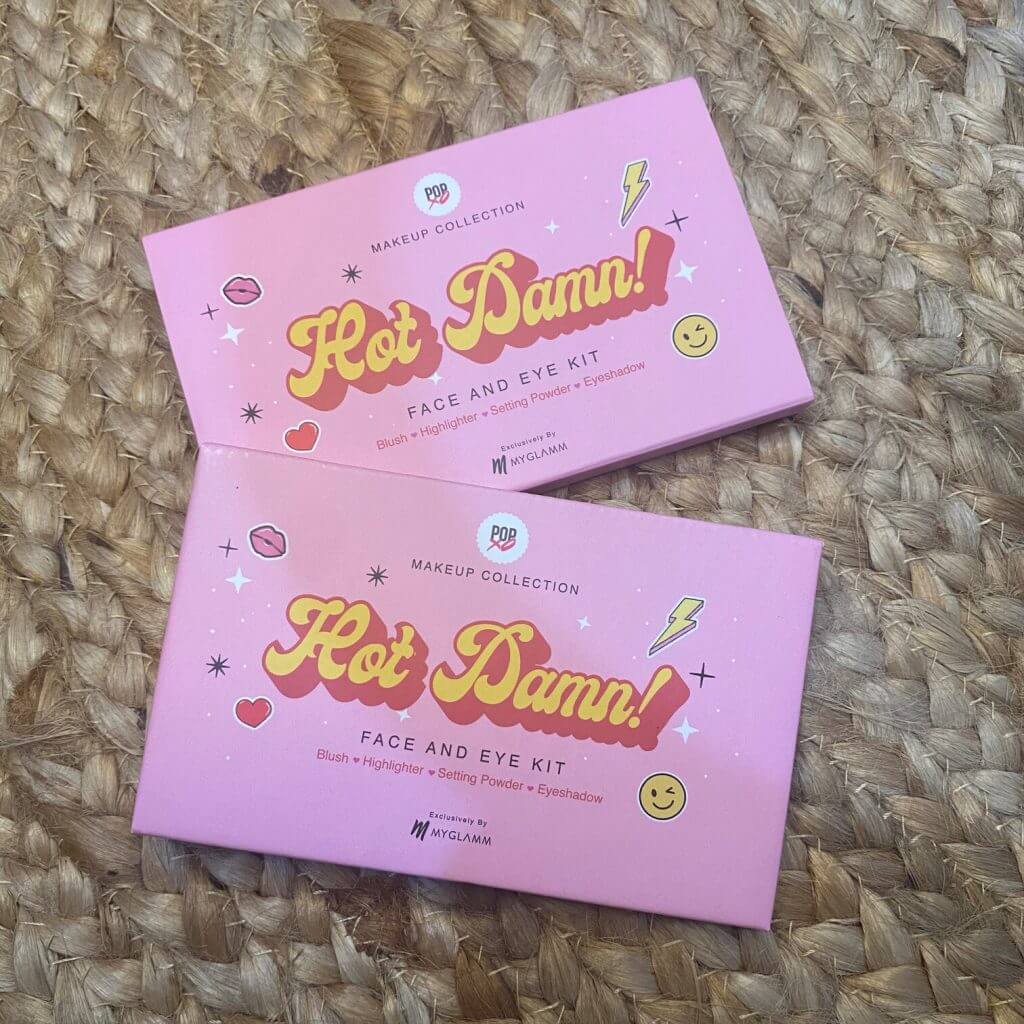 POP
xo
MAKEUP COLLECTION
Hot Damn!
FACE AND EYE KIT
Blush ♥ Highlighter ♥ Setting Powder ♥ Eyeshadow
Exclusively By
M MYGLAMM
POP
xo
MAKEUP COLLECTION
Hot Damn!
FACE AND EYE KIT
Blush ♥ Highlighter ♥ Setting Powder ♥ Eyeshadow
Exclusively By
M MYGLAMM